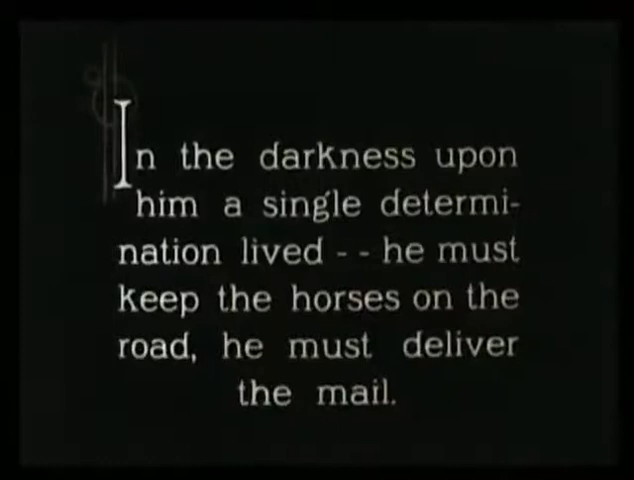 In the darkness upon
him a single determi-
nation lived -- he must
keep the horses on the
road, he must deliver
the mail.